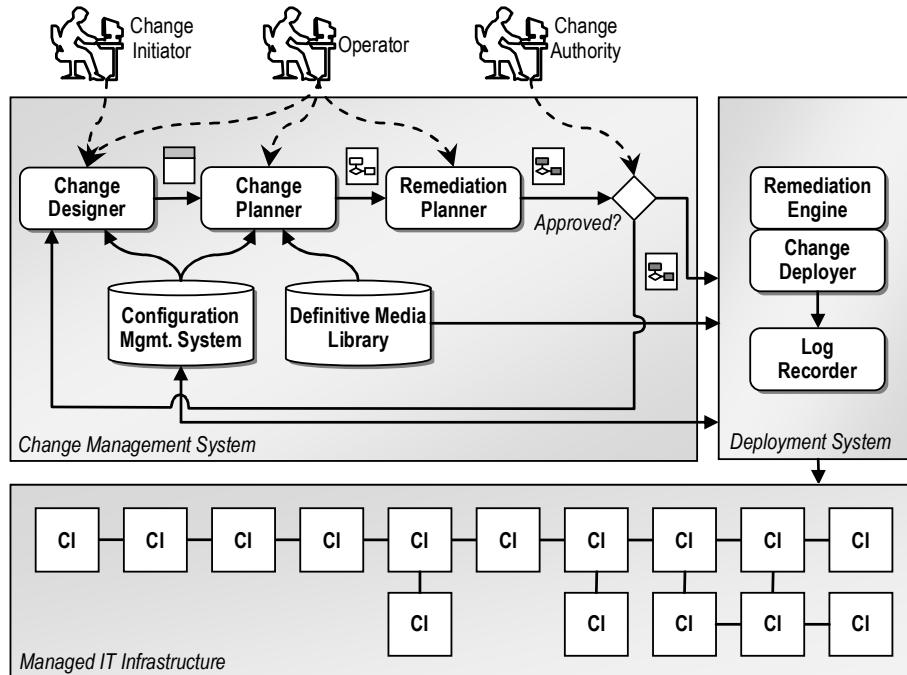 Change
Initiator
Operator
Change
Authority
Change
Designer
Change
Planner
Remediation
Planner
Approved?
Remediation
Engine
Change
Deployer
Configuration
Mgmt. System
Definitive Media
Library
Log
Recorder
Change Management System
Deployment System
CI CI CI CI CI CI CI CI CI CI
CI CI CI CI CI
Managed IT Infrastructure